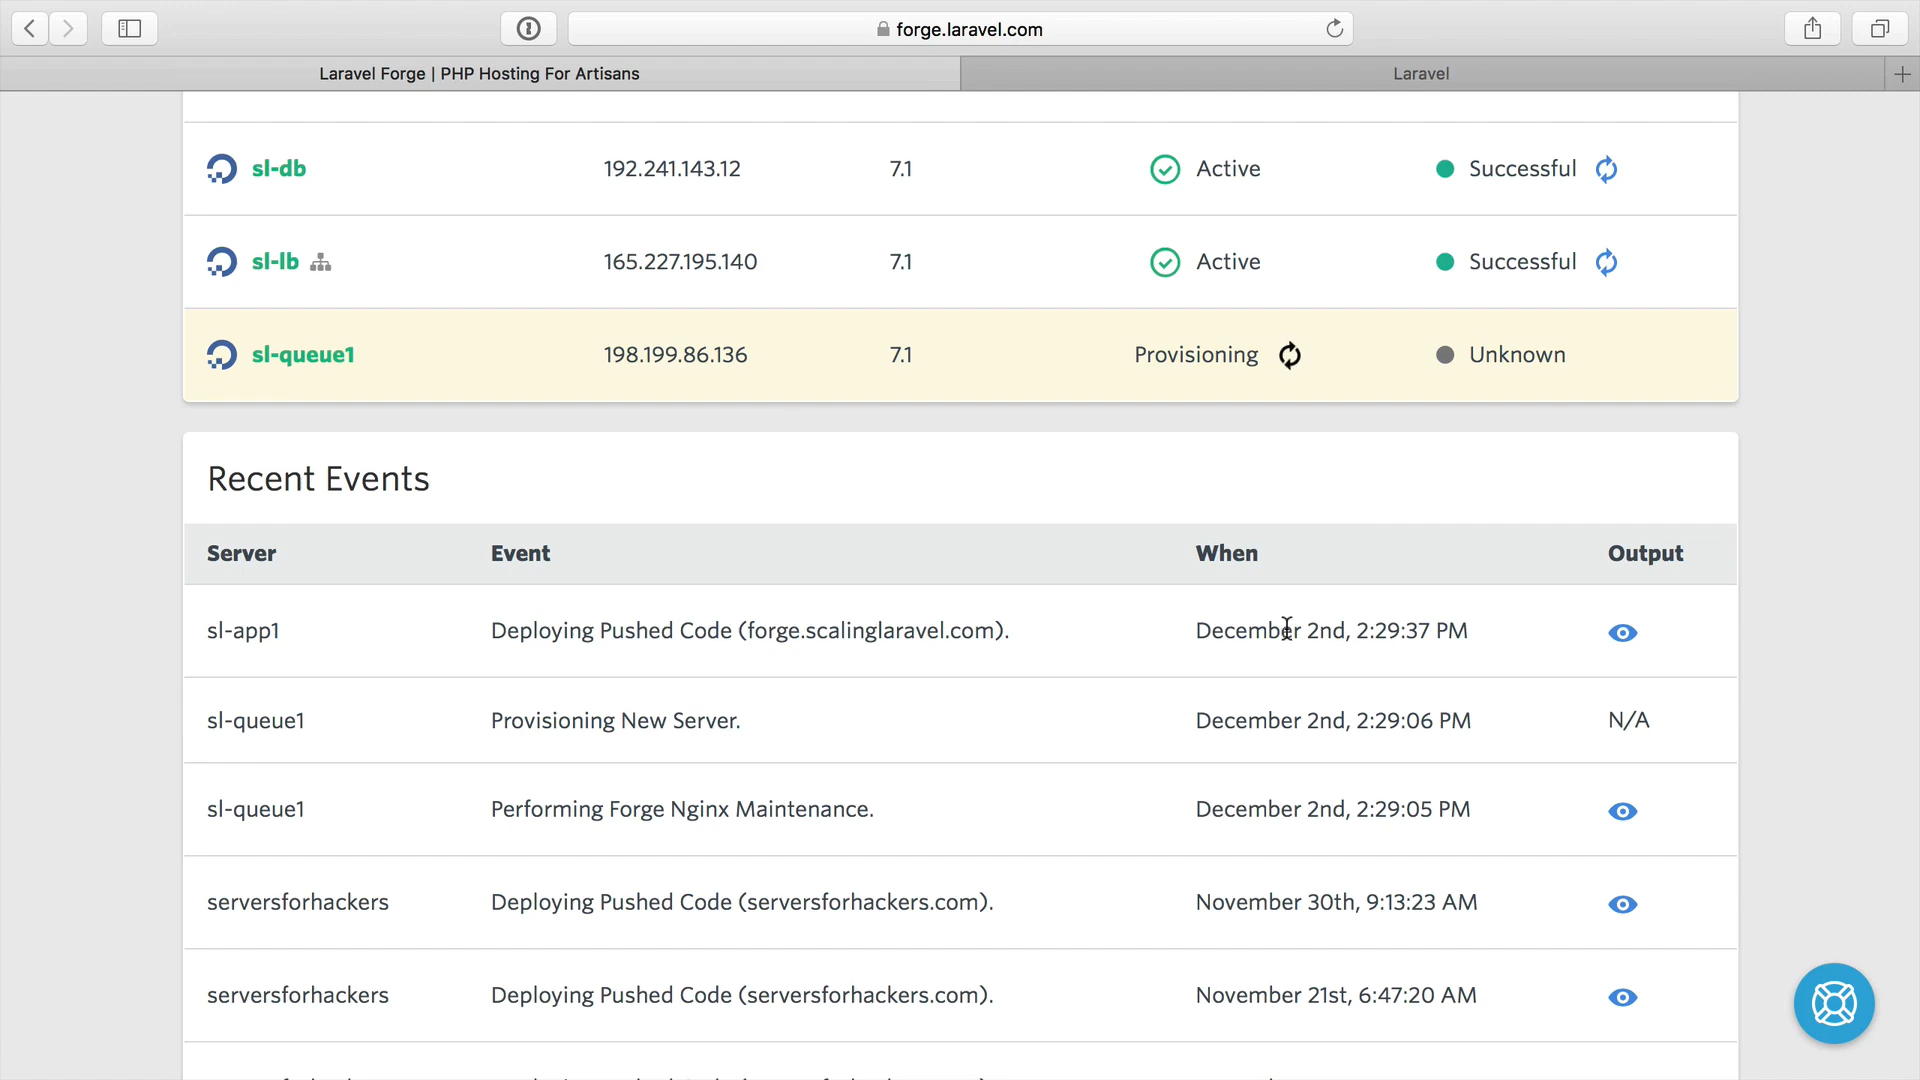 forge.laravel.com
Laravel Forge | PHP Hosting For Artisans
Laravel
sl-db 192.241.143.12 7.1 Active Successful
sl-lb 165.227.195.140 7.1 Active Successful
sl-queue1 198.199.86.136 7.1 Provisioning Unknown
Recent Events
Server Event When Output
sl-app1 Deploying Pushed Code (forge.scalinglaravel.com). December 2nd, 2:29:37 PM
sl-queue1 Provisioning New Server. December 2nd, 2:29:06 PM N/A
sl-queue1 Performing Forge Nginx Maintenance. December 2nd, 2:29:05 PM
serversforhackers Deploying Pushed Code (serversforhackers.com). November 30th, 9:13:23 AM
serversforhackers Deploying Pushed Code (serversforhackers.com). November 21st, 6:47:20 AM